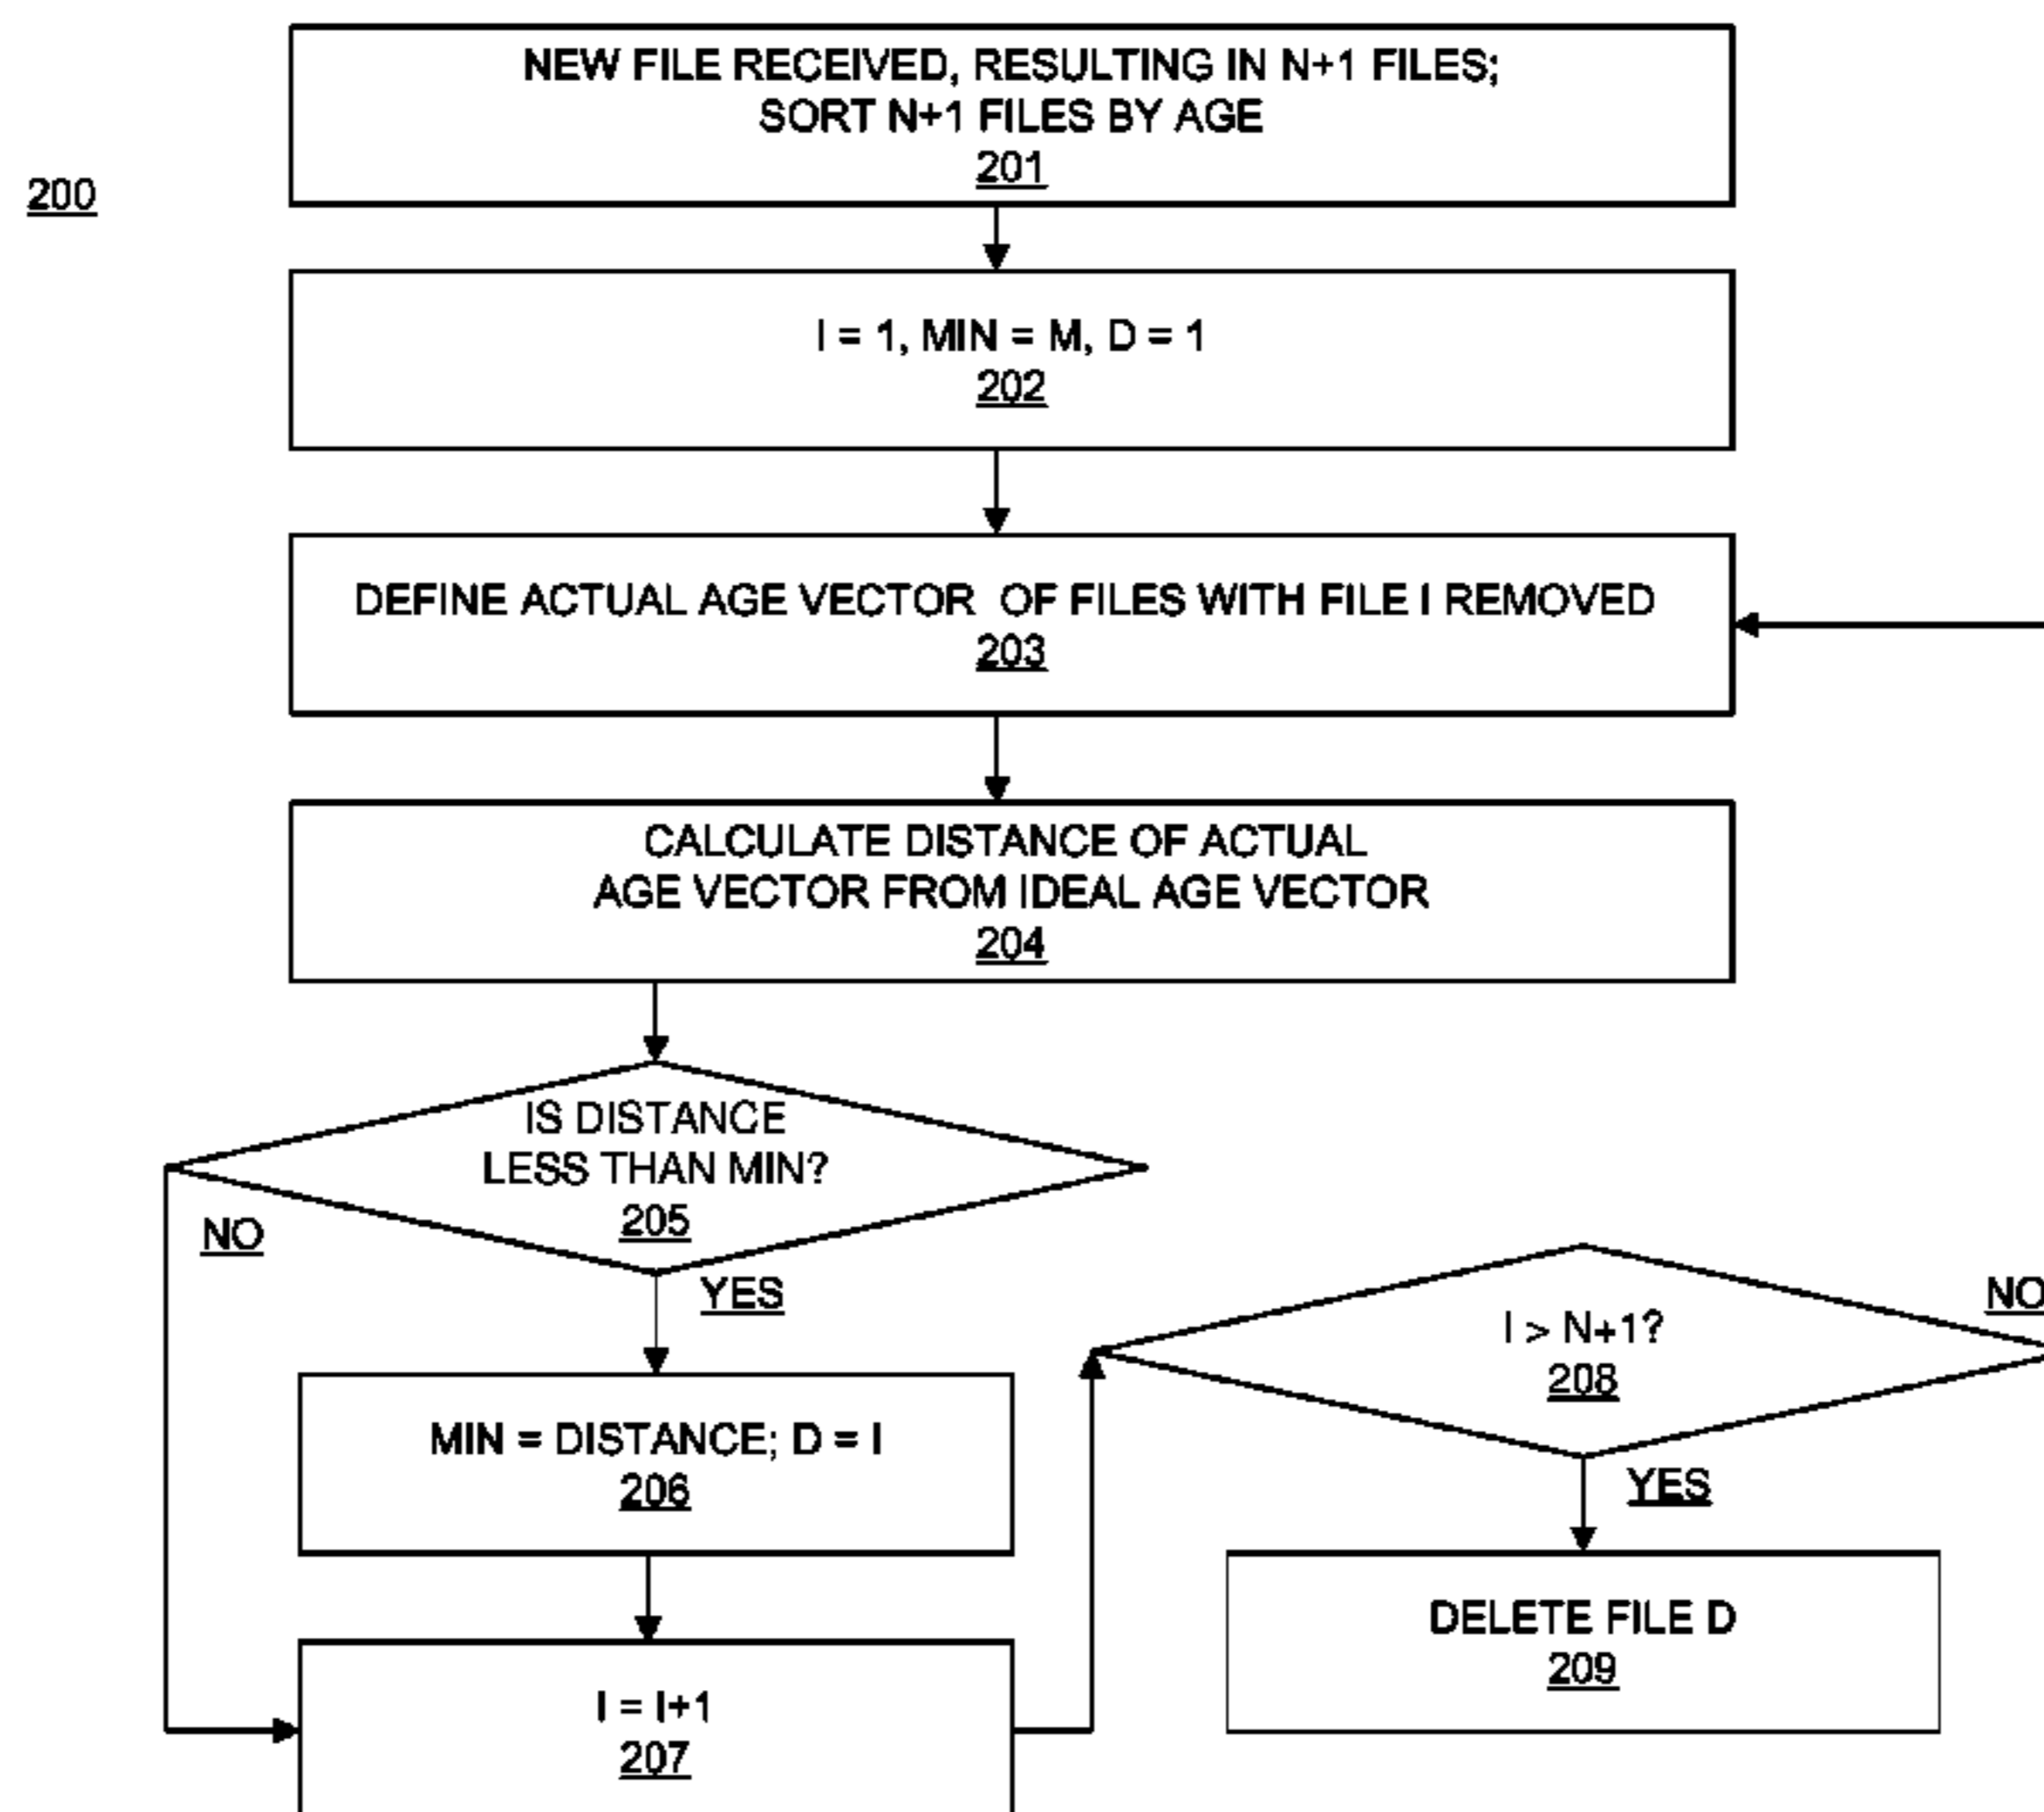 200
NEW FILE RECEIVED, RESULTING IN N+1 FILES;
SORT N+1 FILES BY AGE
201
I = 1, MIN = M, D = 1
202
DEFINE ACTUAL AGE VECTOR OF FILES WITH FILE I REMOVED
203
CALCULATE DISTANCE OF ACTUAL
AGE VECTOR FROM IDEAL AGE VECTOR
204
IS DISTANCE
LESS THAN MIN?
205
NO
YES
MIN = DISTANCE; D = I
206
I = I+1
207
I > N+1?
208
NO
YES
DELETE FILE D
209